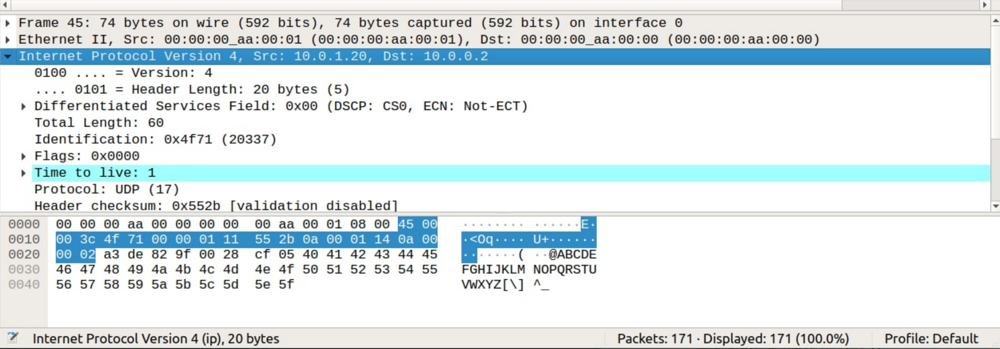 Frame 45: 74 bytes on wire (592 bits), 74 bytes captured (592 bits) on interface 0
Ethernet II, Src: 00:00:00_aa:00:01 (00:00:00:aa:00:01), Dst: 00:00:00_aa:00:00 (00:00:00:aa:00:00)
Internet Protocol Version 4, Src: 10.0.1.20, Dst: 10.0.0.2
0100 .... = Version: 4
.... 0101 = Header Length: 20 bytes (5)
Differentiated Services Field: 0x00 (DSCP: CS0, ECN: Not-ECT)
Total Length: 60
Identification: 0x4f71 (20337)
Flags: 0x0000
Time to live: 1
Protocol: UDP (17)
Header checksum: 0x552b [validation disabled]
0000 00 00 00 aa 00 00 00 00 00 aa 00 01 08 00 45 00 ········ ······E·
0010 00 3c 4f 71 00 00 01 11 55 2b 0a 00 01 14 0a 00 ·<Oq···· U+······
0020 00 02 a3 de 82 9f 00 28 cf 05 40 41 42 43 44 45 ·······( ··@ABCDE
0030 46 47 48 49 4a 4b 4c 4d 4e 4f 50 51 52 53 54 55 FGHIJKLM NOPQRSTU
0040 56 57 58 59 5a 5b 5c 5d 5e 5f VWXYZ[\] ^_
Internet Protocol Version 4 (ip), 20 bytes Packets: 171 · Displayed: 171 (100.0%) Profile: Default